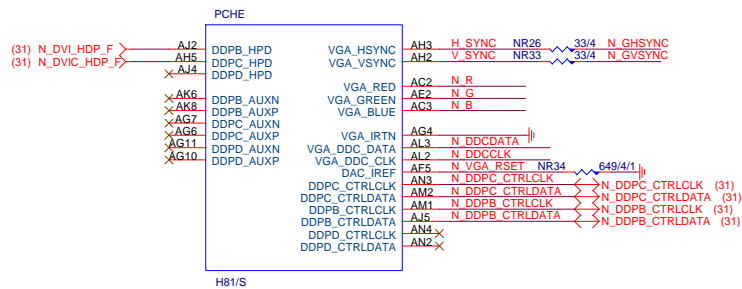 PCHE
(31) N_DVI_HDP_F AJ2 DDPB_HPD VGA_HSYNC AH3 H_SYNC NR26 33/4 N_GHSYNC
(31) N_DVIC_HDP_F AH5 DDPC_HPD VGA_VSYNC AH2 V_SYNC NR33 33/4 N_GVSYNC
AJ4 DDPD_HPD
VGA_RED AC2 N_R
AK6 DDPB_AUXN VGA_GREEN AE2 N_G
AK8 DDPB_AUXP VGA_BLUE AC3 N_B
AG7 DDPC_AUXN
AG6 DDPC_AUXP VGA_IRTN AG4
AG11 DDPD_AUXN VGA_DDC_DATA AL3 N_DDCDATA
AG10 DDPD_AUXP VGA_DDC_CLK AL2 N_DDCCLK
DAC_IREF AF5 N_VGA_RSET NR34 649/4/1
DDPC_CTRLCLK AN3 N_DDPC_CTRLCLK N_DDPC_CTRLCLK (31)
DDPC_CTRLDATA AM2 N_DDPC_CTRLDATA N_DDPC_CTRLDATA (31)
DDPB_CTRLCLK AM1 N_DDPB_CTRLCLK N_DDPB_CTRLCLK (31)
DDPB_CTRLDATA AJ5 N_DDPB_CTRLDATA N_DDPB_CTRLDATA (31)
DDPD_CTRLCLK AN4
DDPD_CTRLDATA AN2
H81/S